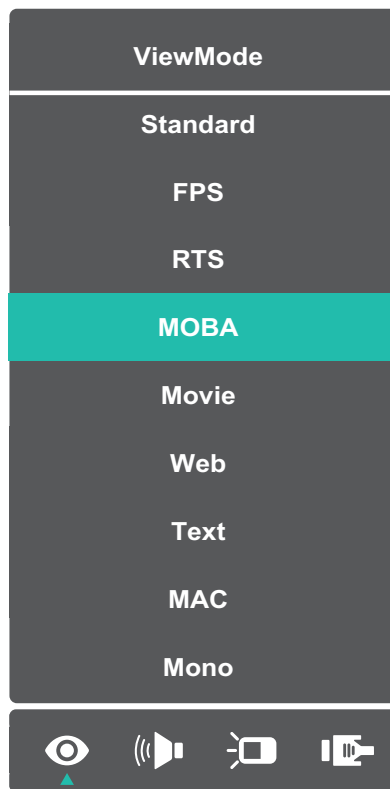 ViewMode
Standard
FPS
RTS
MOBA
Movie
Web
Text
MAC
Mono